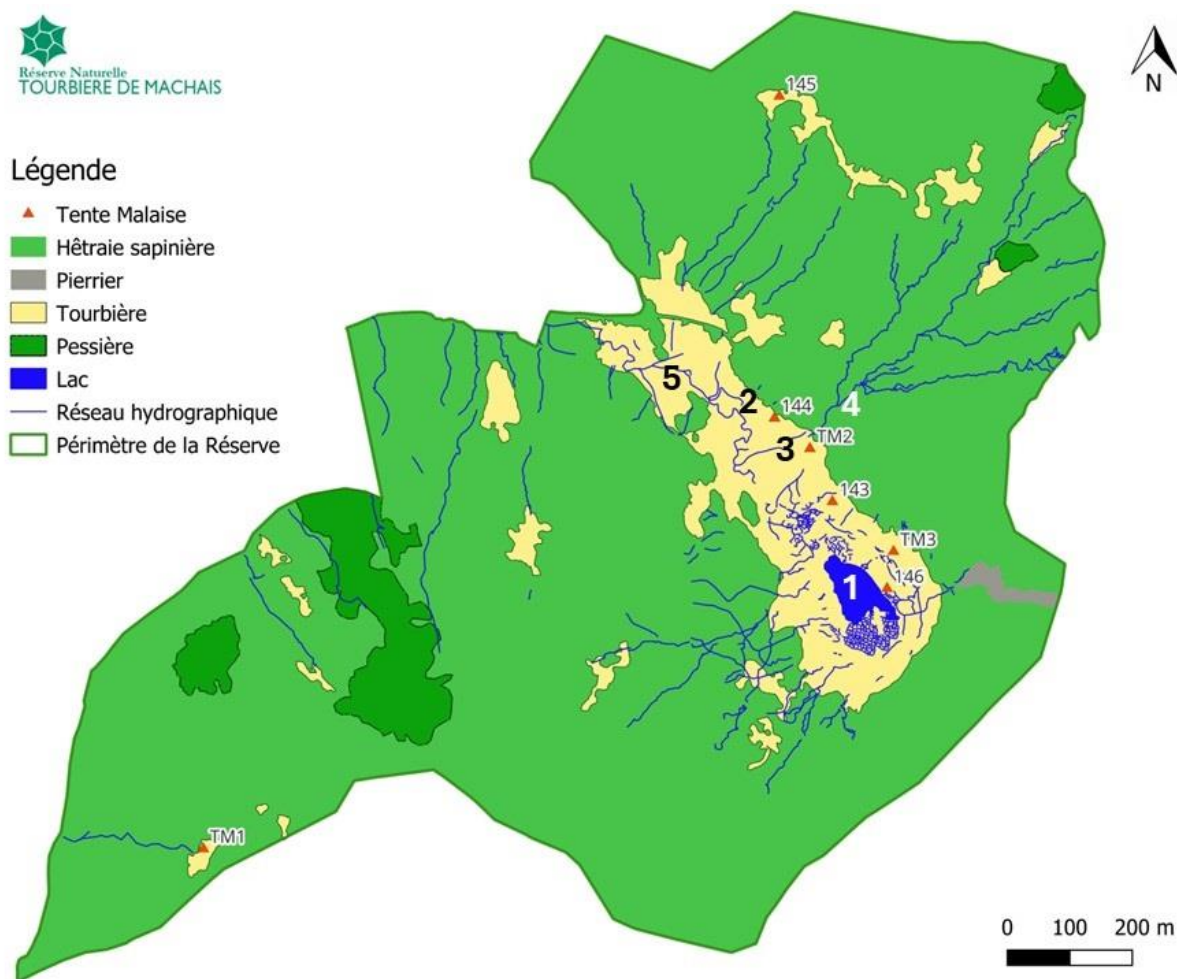 Réserve Naturelle
TOURBIERE DE MACHAIS
N
Légende
Tente Malaise
Hêtraie sapinière
Pierrier
Tourbière
Pessière
Lac
Réseau hydrographique
Périmètre de la Réserve
145
5
2
144
4
3
TM2
143
TM3
1
146
TM1
0 100 200 m